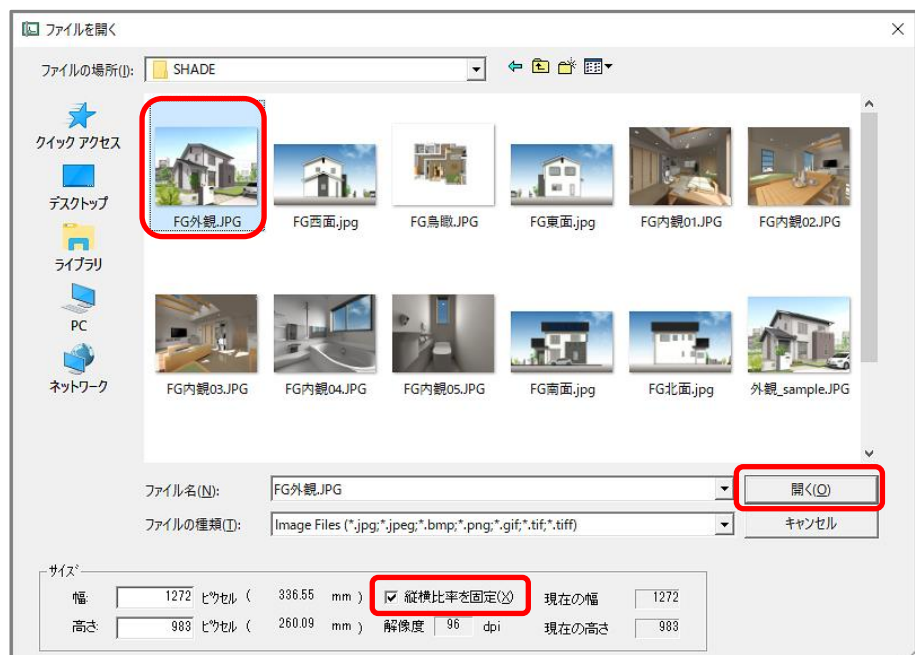 ファイルを開く
ファイルの場所(I):
SHADE
クイック アクセス
デスクトップ
ライブラリ
PC
ネットワーク
FG外観.JPG
FG西面.jpg
FG鳥瞰.JPG
FG東面.jpg
FG内観01.JPG
FG内観02.JPG
FG内観03.JPG
FG内観04.JPG
FG内観05.JPG
FG南面.jpg
FG北面.jpg
外観_sample.JPG
ファイル名(N):
FG外観.JPG
開く(O)
ファイルの種類(T):
Image Files (*.jpg;*.jpeg;*.bmp;*.png;*.gif;*.tif;*.tiff)
キャンセル
サイズ
幅: 1272 ピクセル ( 336.55 mm ) 縦横比率を固定(X) 現在の幅 1272
高さ: 983 ピクセル ( 260.09 mm ) 解像度 96 dpi 現在の高さ 983